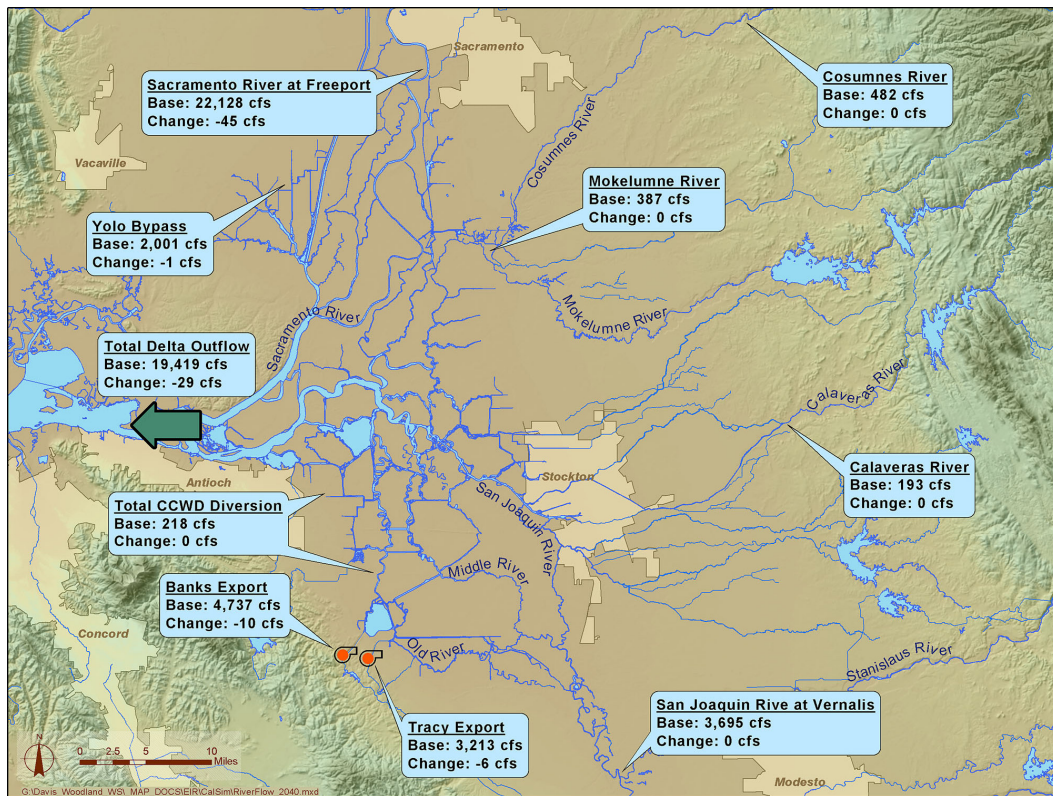 Sacramento
Sacramento River at Freeport
Base: 22,128 cfs
Change: -45 cfs
Cosumnes River
Base: 482 cfs
Change: 0 cfs
Vacaville
Cosumnes River
Mokelumne River
Base: 387 cfs
Change: 0 cfs
Yolo Bypass
Base: 2,001 cfs
Change: -1 cfs
Sacramento River
Mokelumne River
Total Delta Outflow
Base: 19,419 cfs
Change: -29 cfs
Calaveras River
Antioch
Stockton
Calaveras River
Base: 193 cfs
Change: 0 cfs
Total CCWD Diversion
Base: 218 cfs
Change: 0 cfs
San Joaquin River
Middle River
Banks Export
Base: 4,737 cfs
Change: -10 cfs
Concord
Old River
Stanislaus River
San Joaquin Rive at Vernalis
Base: 3,695 cfs
Change: 0 cfs
Tracy Export
Base: 3,213 cfs
Change: -6 cfs
N
0 2.5 5 10
Miles
Modesto
G:\Davis_Woodland_WS\_MAP_DOCS\EIR\CalSim\RiverFlow_2040.mxd